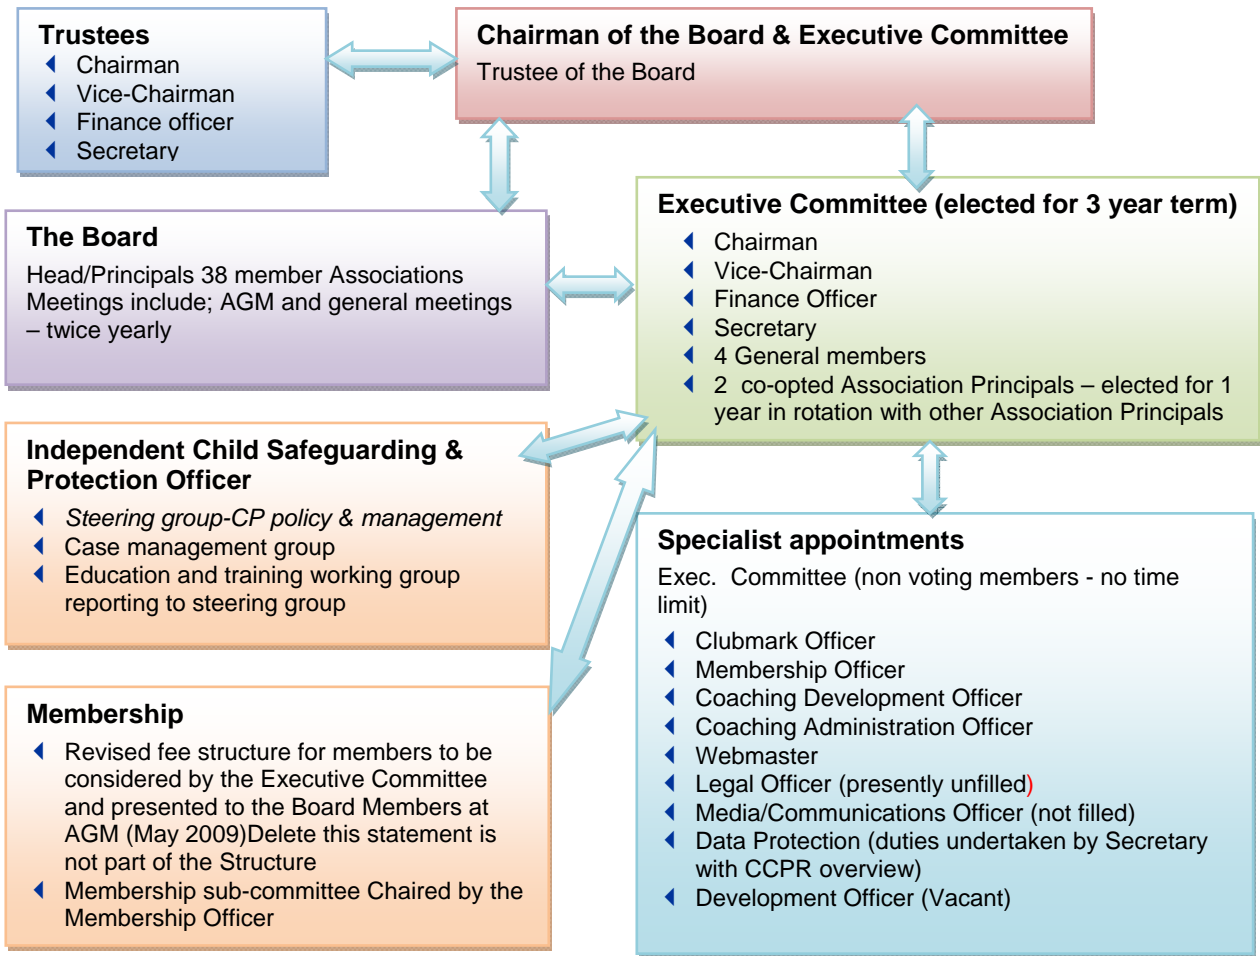 Trustees
Chairman
Vice-Chairman
Finance officer
Secretary
Chairman of the Board & Executive Committee
Trustee of the Board
The Board
Head/Principals 38 member Associations
Meetings include; AGM and general meetings
– twice yearly
Executive Committee (elected for 3 year term)
Chairman
Vice-Chairman
Finance Officer
Secretary
4 General members
2 co-opted Association Principals – elected for 1
year in rotation with other Association Principals
Independent Child Safeguarding &
Protection Officer
Steering group-CP policy & management
Case management group
Education and training working group
reporting to steering group
Membership
Revised fee structure for members to be
considered by the Executive Committee
and presented to the Board Members at
AGM (May 2009)Delete this statement is
not part of the Structure
Membership sub-committee Chaired by the
Membership Officer
Specialist appointments
Exec. Committee (non voting members - no time
limit)
Clubmark Officer
Membership Officer
Coaching Development Officer
Coaching Administration Officer
Webmaster
Legal Officer (presently unfilled)
Media/Communications Officer (not filled)
Data Protection (duties undertaken by Secretary
with CCPR overview)
Development Officer (Vacant)